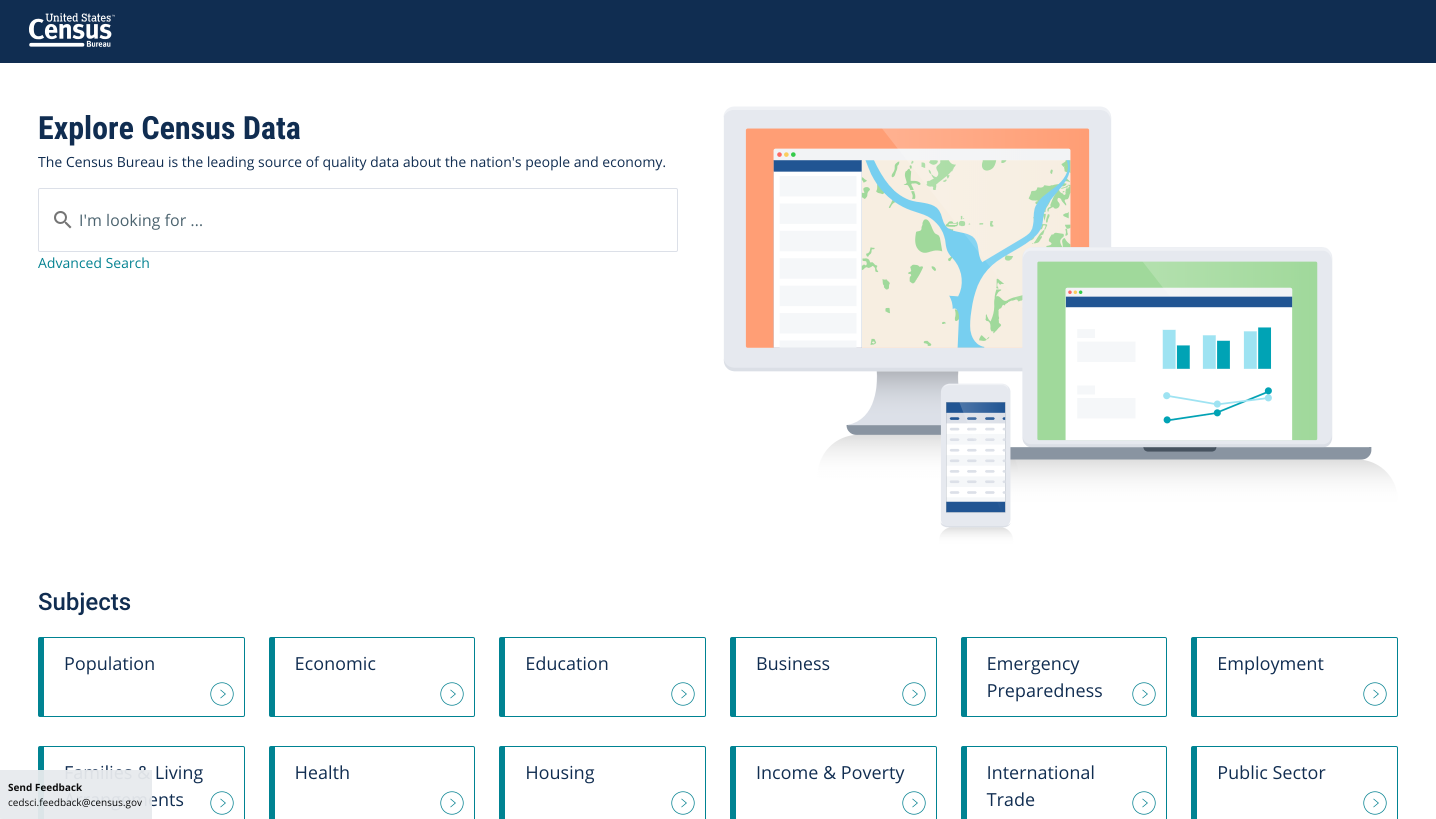 United States™
Census
Bureau
Explore Census Data
The Census Bureau is the leading source of quality data about the nation's people and economy.
I'm looking for ...
Advanced Search
Subjects
Population
Economic
Education
Business
Emergency
Preparedness
Employment
Families & Living
ents
Health
Housing
Income & Poverty
International
Trade
Public Sector
Send Feedback
cedsci.feedback@census.gov